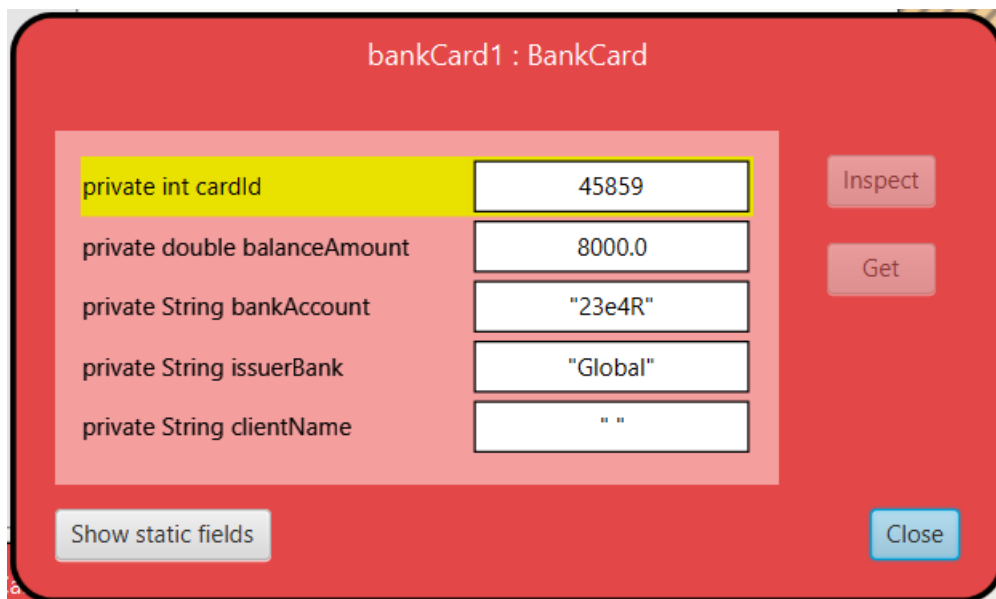 bankCard1 : BankCard
private int cardId 45859
Inspect
private double balanceAmount 8000.0
Get
private String bankAccount "23e4R"
private String issuerBank "Global"
private String clientName " "
Show static fields
Close